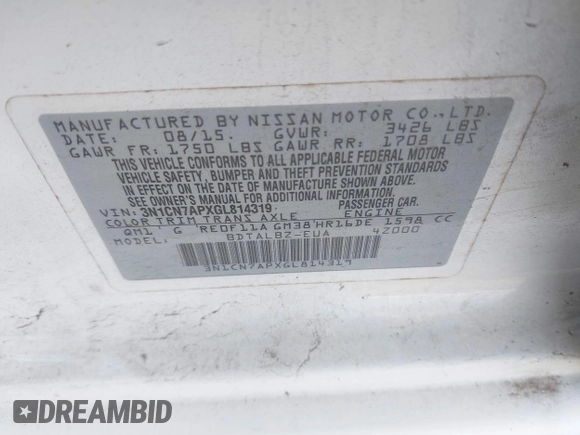 MANUFACTURED BY NISSAN MOTOR CO., LTD.
DATE: 08/15. GVWR: 3426 LBS
GAWR FR: 1750 LBS GAWR RR: 1708 LBS
THIS VEHICLE CONFORMS TO ALL APPLICABLE FEDERAL MOTOR
VEHICLE SAFETY, BUMPER AND THEFT PREVENTION STANDARDS
IN EFFECT ON THE DATE OF MANUFACTURE SHOWN ABOVE.
SEE OWNER'S MANUAL FOR MORE INFORMATION.
VIN: 3N1CN7APXGL814319 PASSENGER CAR.
COLOR TRIM TRANS AXLE ENGINE
QM1 G RE0F11A GM38 HR16DE 1598 CC
MODEL: BDTALBZ-EUA 4Z000
3N1CN7APXGL814319
DREAMBID